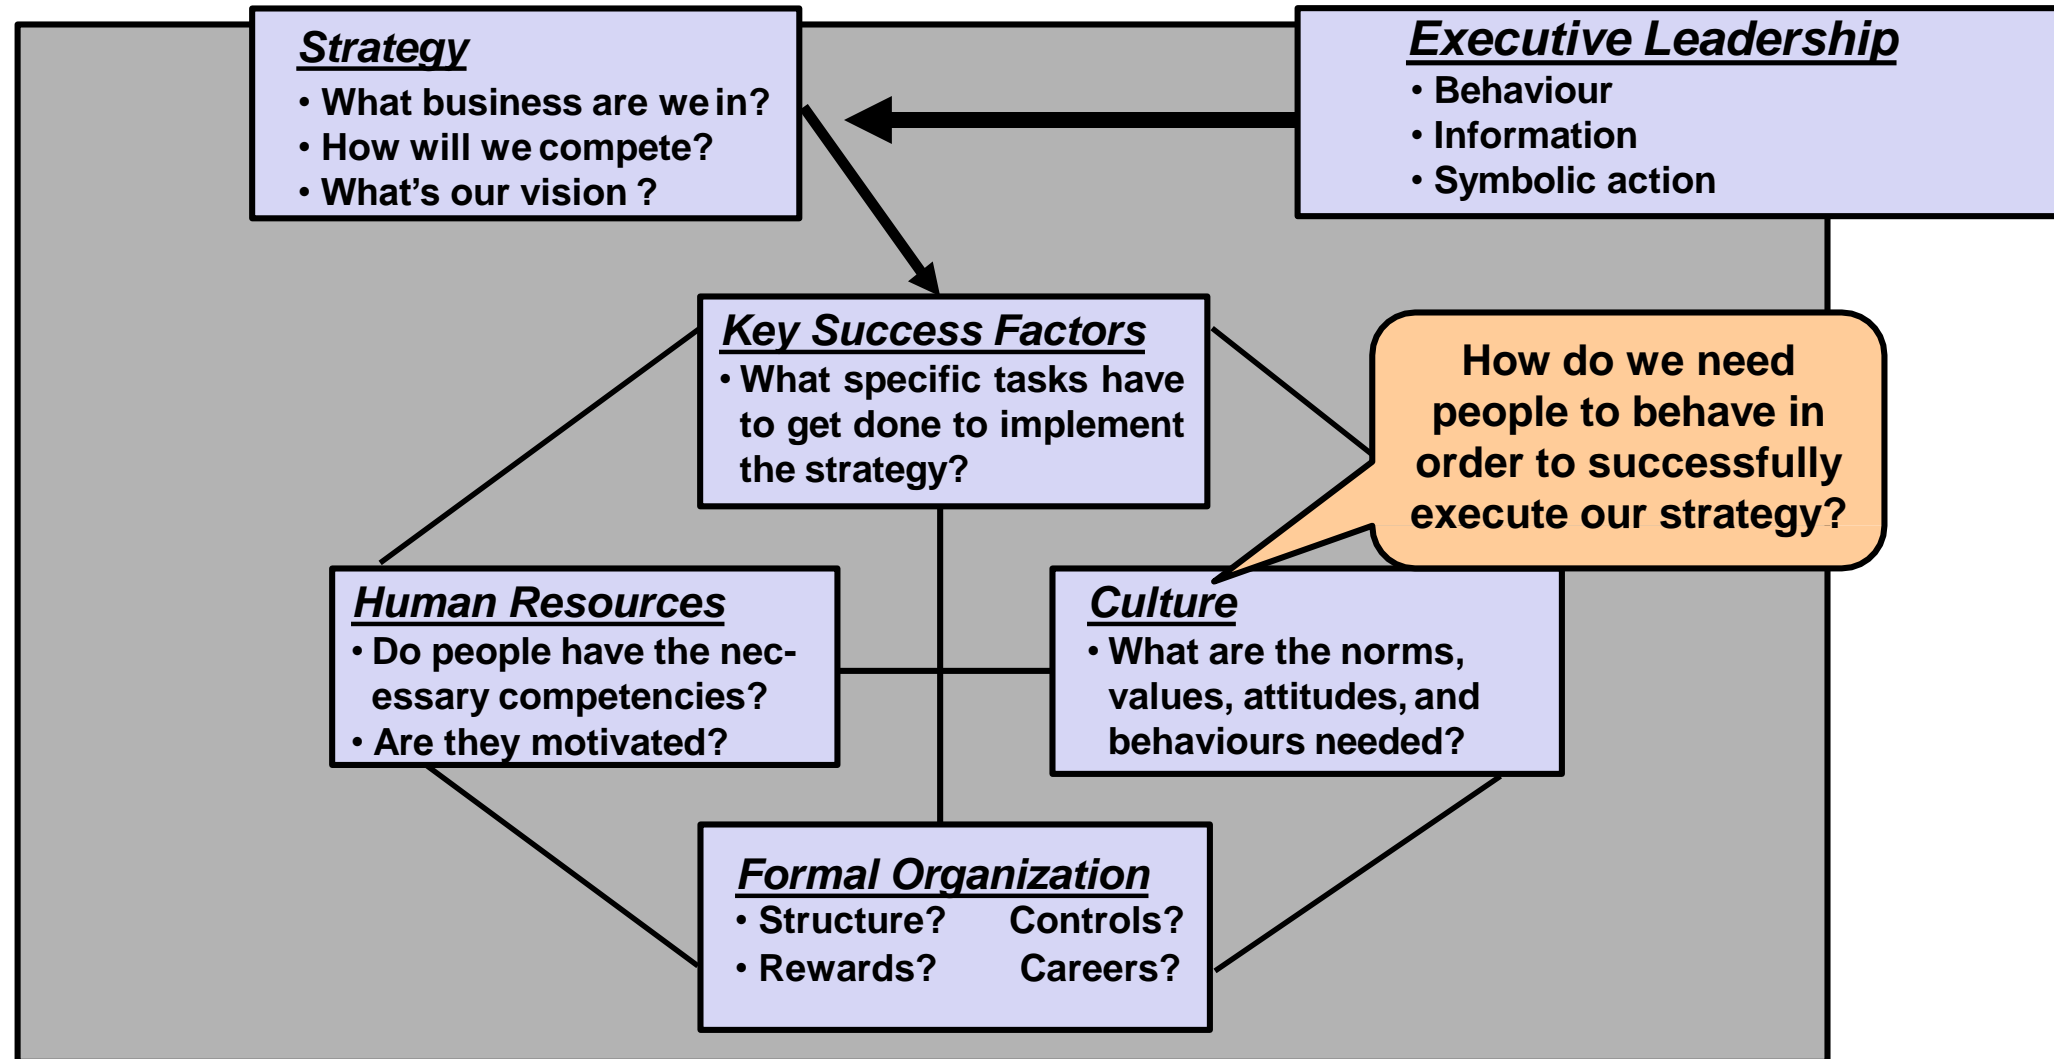 Strategy
• What business are we in?
• How will we compete?
• What’s our vision ?
Executive Leadership
• Behaviour
• Information
• Symbolic action
Key Success Factors
• What specific tasks have
to get done to implement
the strategy?
How do we need
people to behave in
order to successfully
execute our strategy?
Human Resources
• Do people have the nec-
essary competencies?
• Are they motivated?
Culture
• What are the norms,
values, attitudes, and
behaviours needed?
Formal Organization
• Structure? Controls?
• Rewards? Careers?